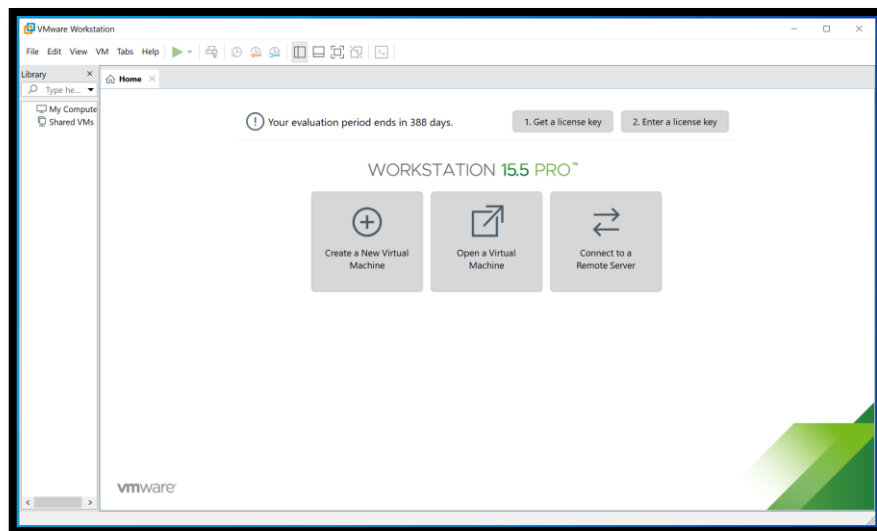 VMware Workstation
File Edit View VM Tabs Help
Library
Home
Type he...
My Compute
Shared VMs
Your evaluation period ends in 388 days.
1. Get a license key
2. Enter a license key
WORKSTATION 15.5 PRO™
Create a New Virtual
Machine
Open a Virtual
Machine
Connect to a
Remote Server
vmware®